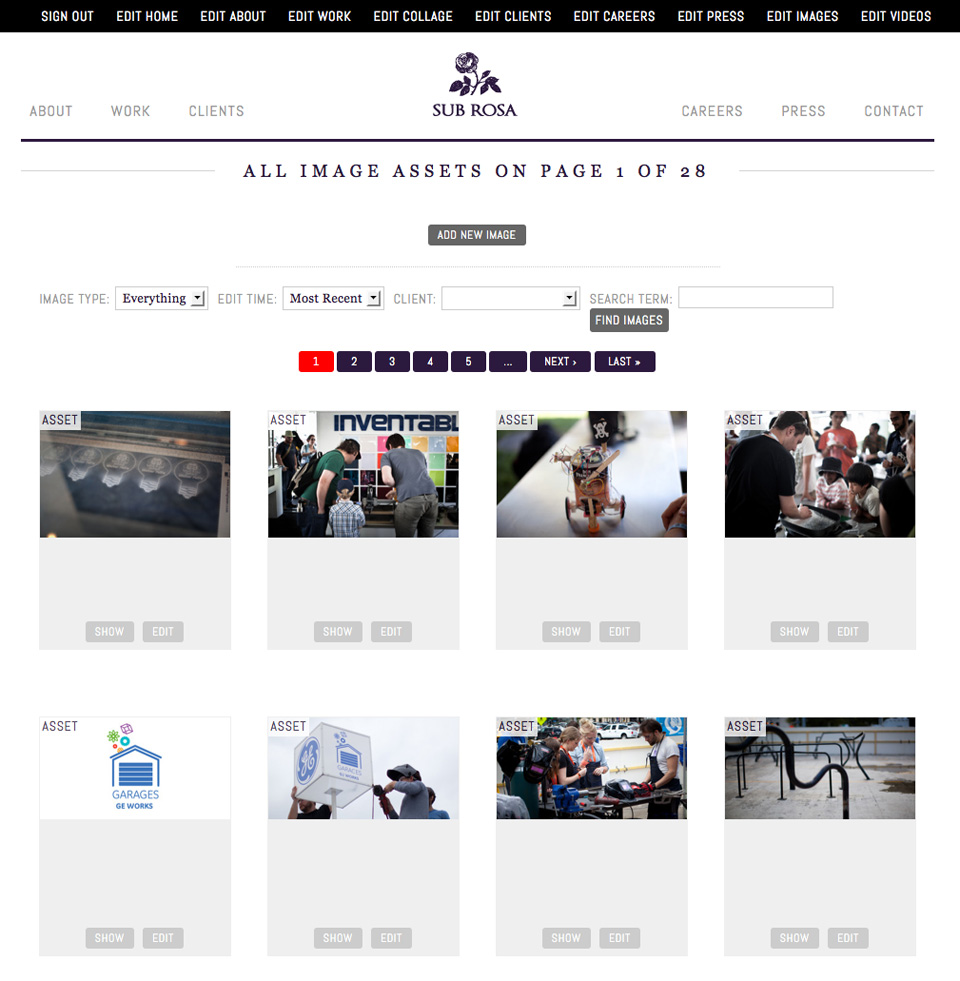 SIGN OUT EDIT HOME EDIT ABOUT EDIT WORK EDIT COLLAGE EDIT CLIENTS EDIT CAREERS EDIT PRESS EDIT IMAGES EDIT VIDEOS
ABOUT WORK CLIENTS SUB ROSA CAREERS PRESS CONTACT
ALL IMAGE ASSETS ON PAGE 1 OF 28
ADD NEW IMAGE
IMAGE TYPE: Everything EDIT TIME: Most Recent CLIENT: SEARCH TERM:
FIND IMAGES
1 2 3 4 5 ... NEXT › LAST »
ASSET ASSET ASSET ASSET
INVENTABL
SHOW EDIT SHOW EDIT SHOW EDIT SHOW EDIT
ASSET ASSET ASSET ASSET
GE
GARAGES
GE WORKS
GARAGES
GE WORKS
SHOW EDIT SHOW EDIT SHOW EDIT SHOW EDIT